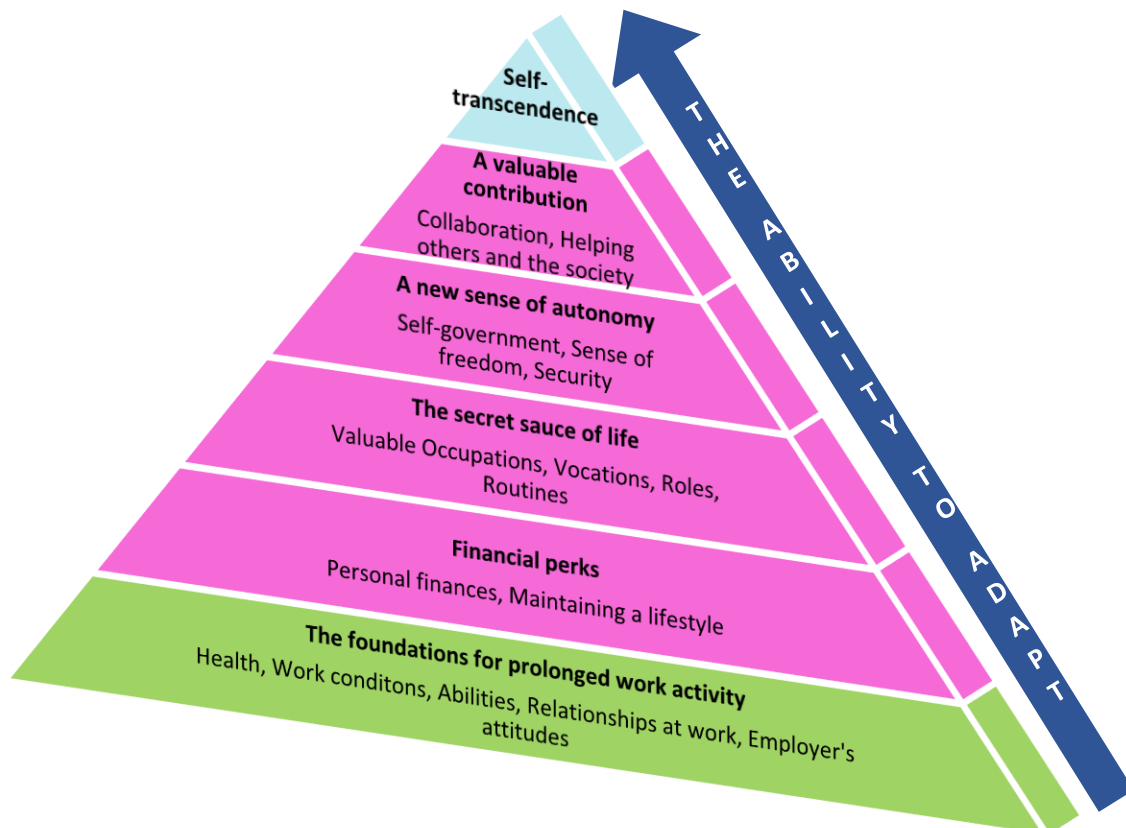 Self-
transcendence
A valuable
contribution
Collaboration, Helping
others and the society
A new sense of autonomy
Self-government, Sense of
freedom, Security
The secret sauce of life
Valuable Occupations, Vocations, Roles,
Routines
Financial perks
Personal finances, Maintaining a lifestyle
The foundations for prolonged work activity
Health, Work conditons, Abilities, Relationships at work, Employer's
attitudes
THE ABILITY TO ADAPT